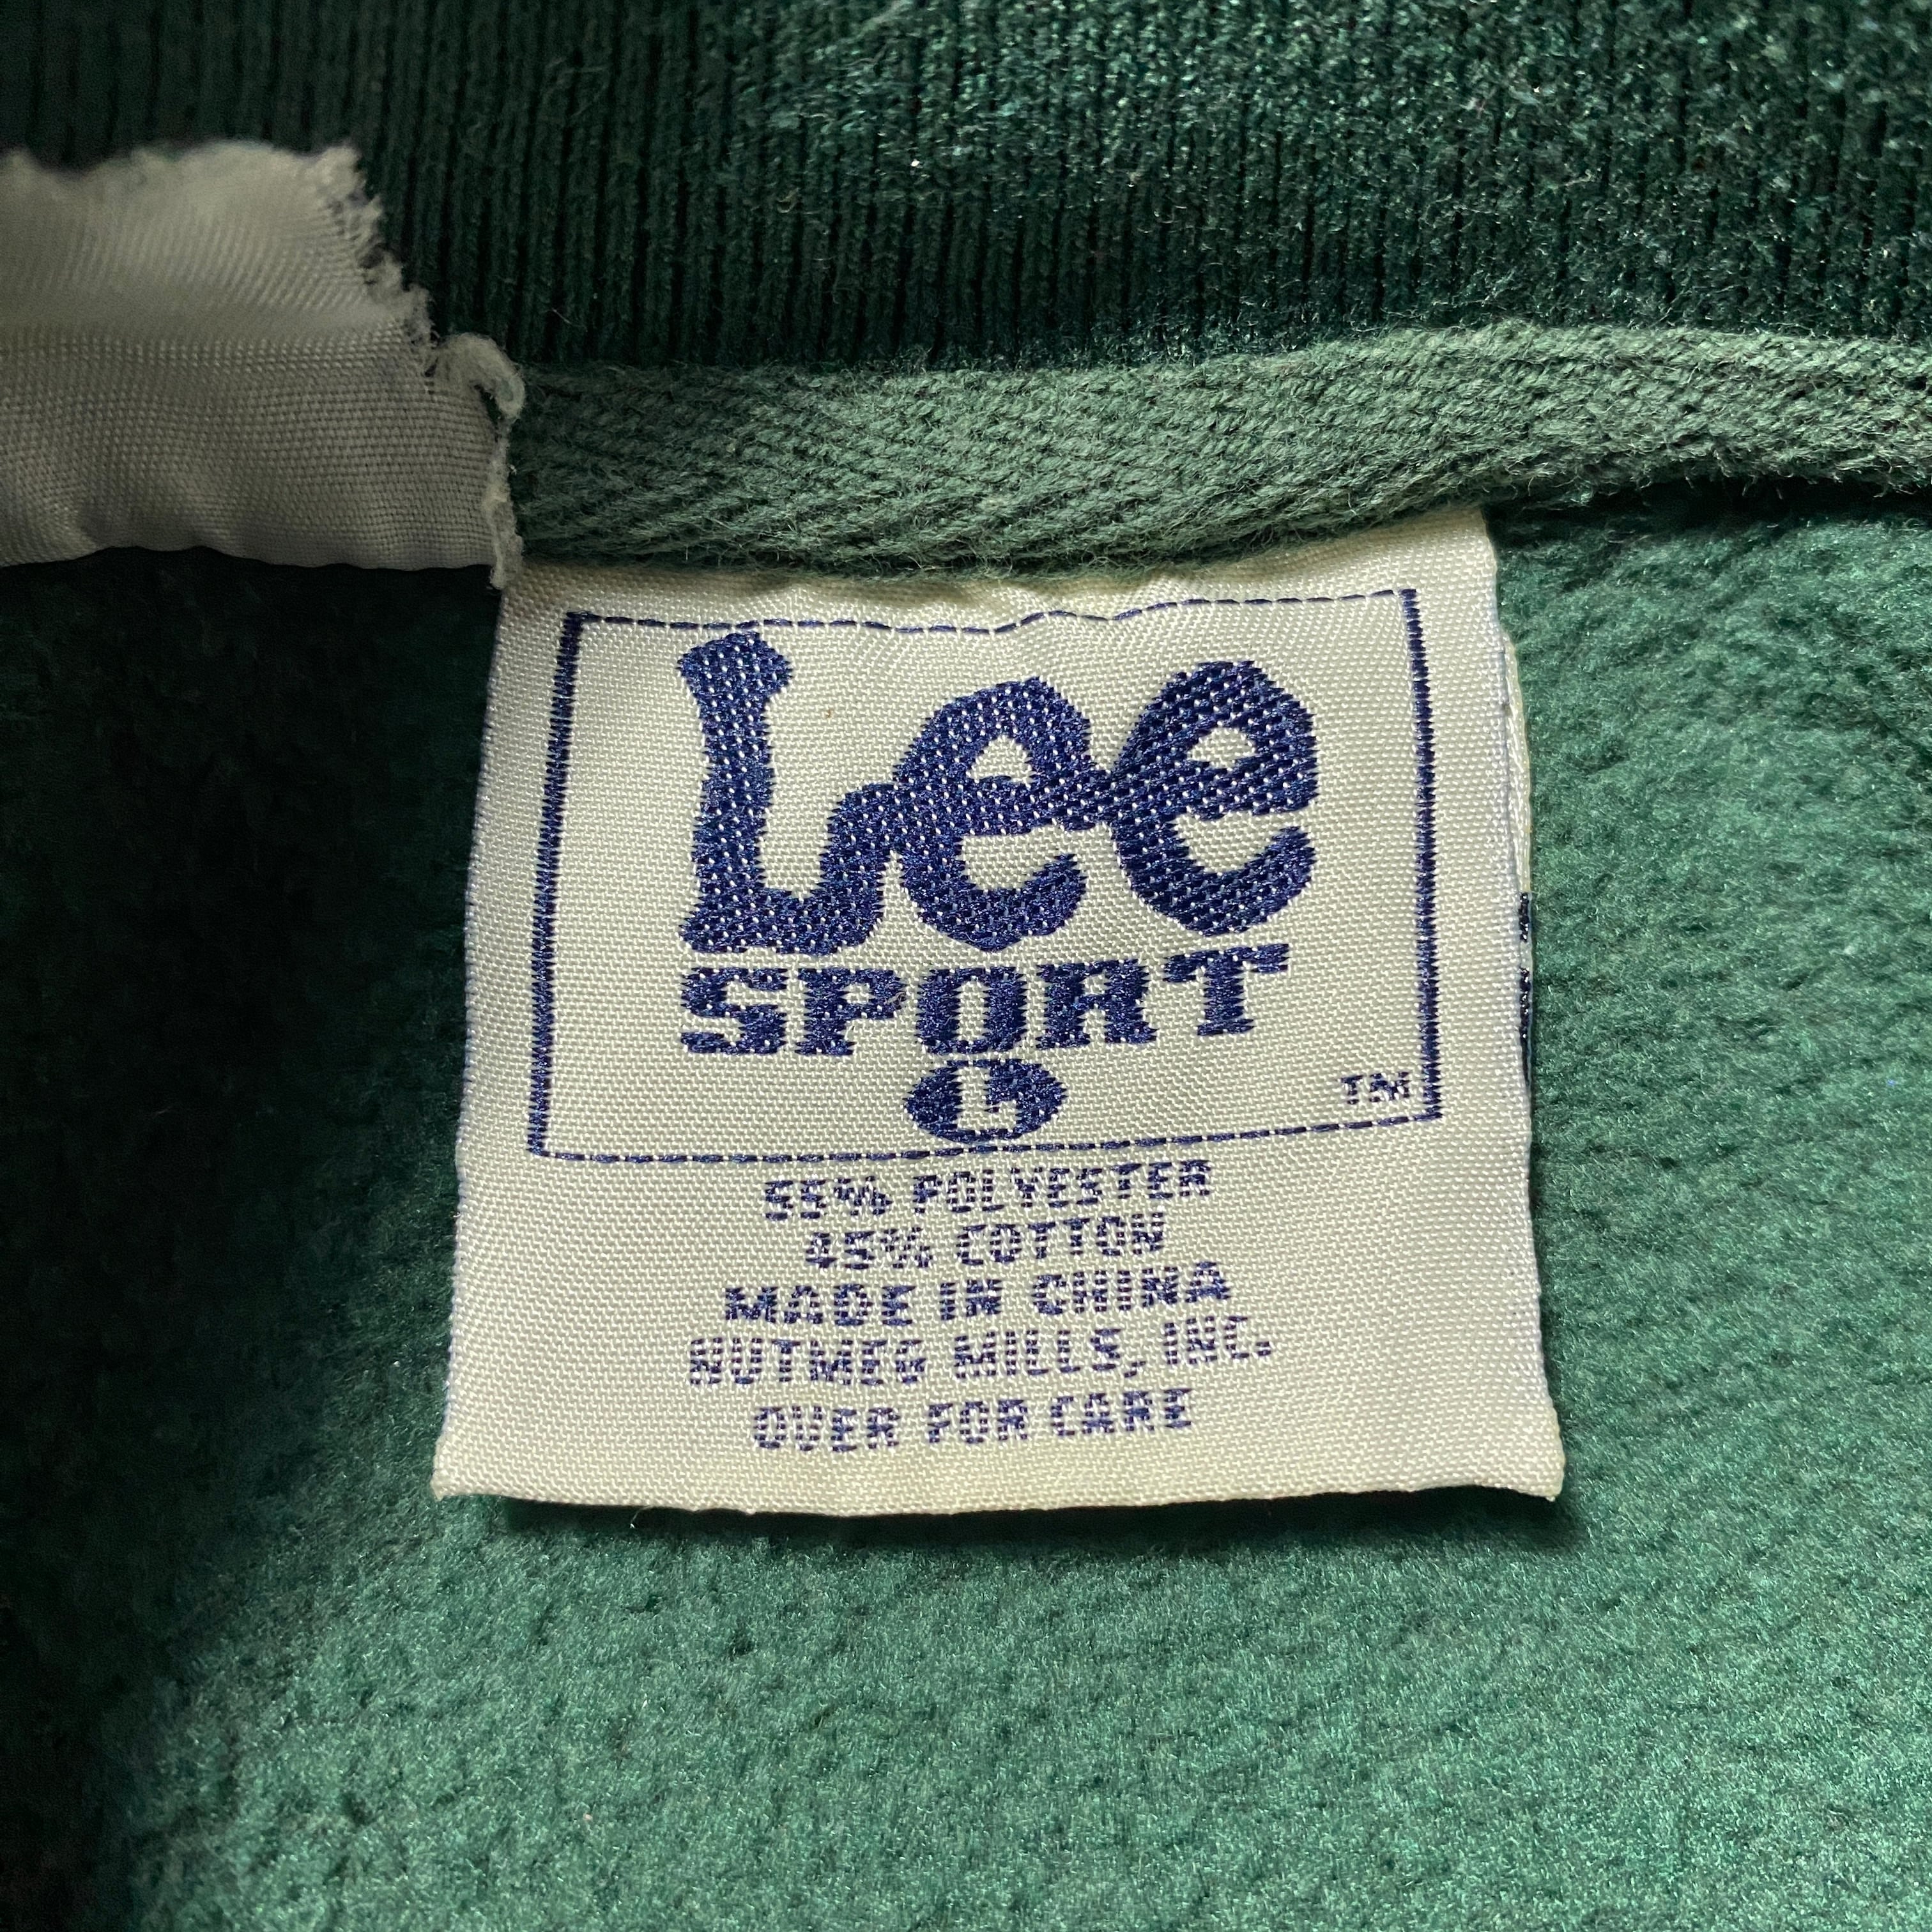 Lee
SPORT
L
TM
55% POLYESTER
45% COTTON
MADE IN CHINA
NUTMEG MILLS, INC.
OVER FOR CARE